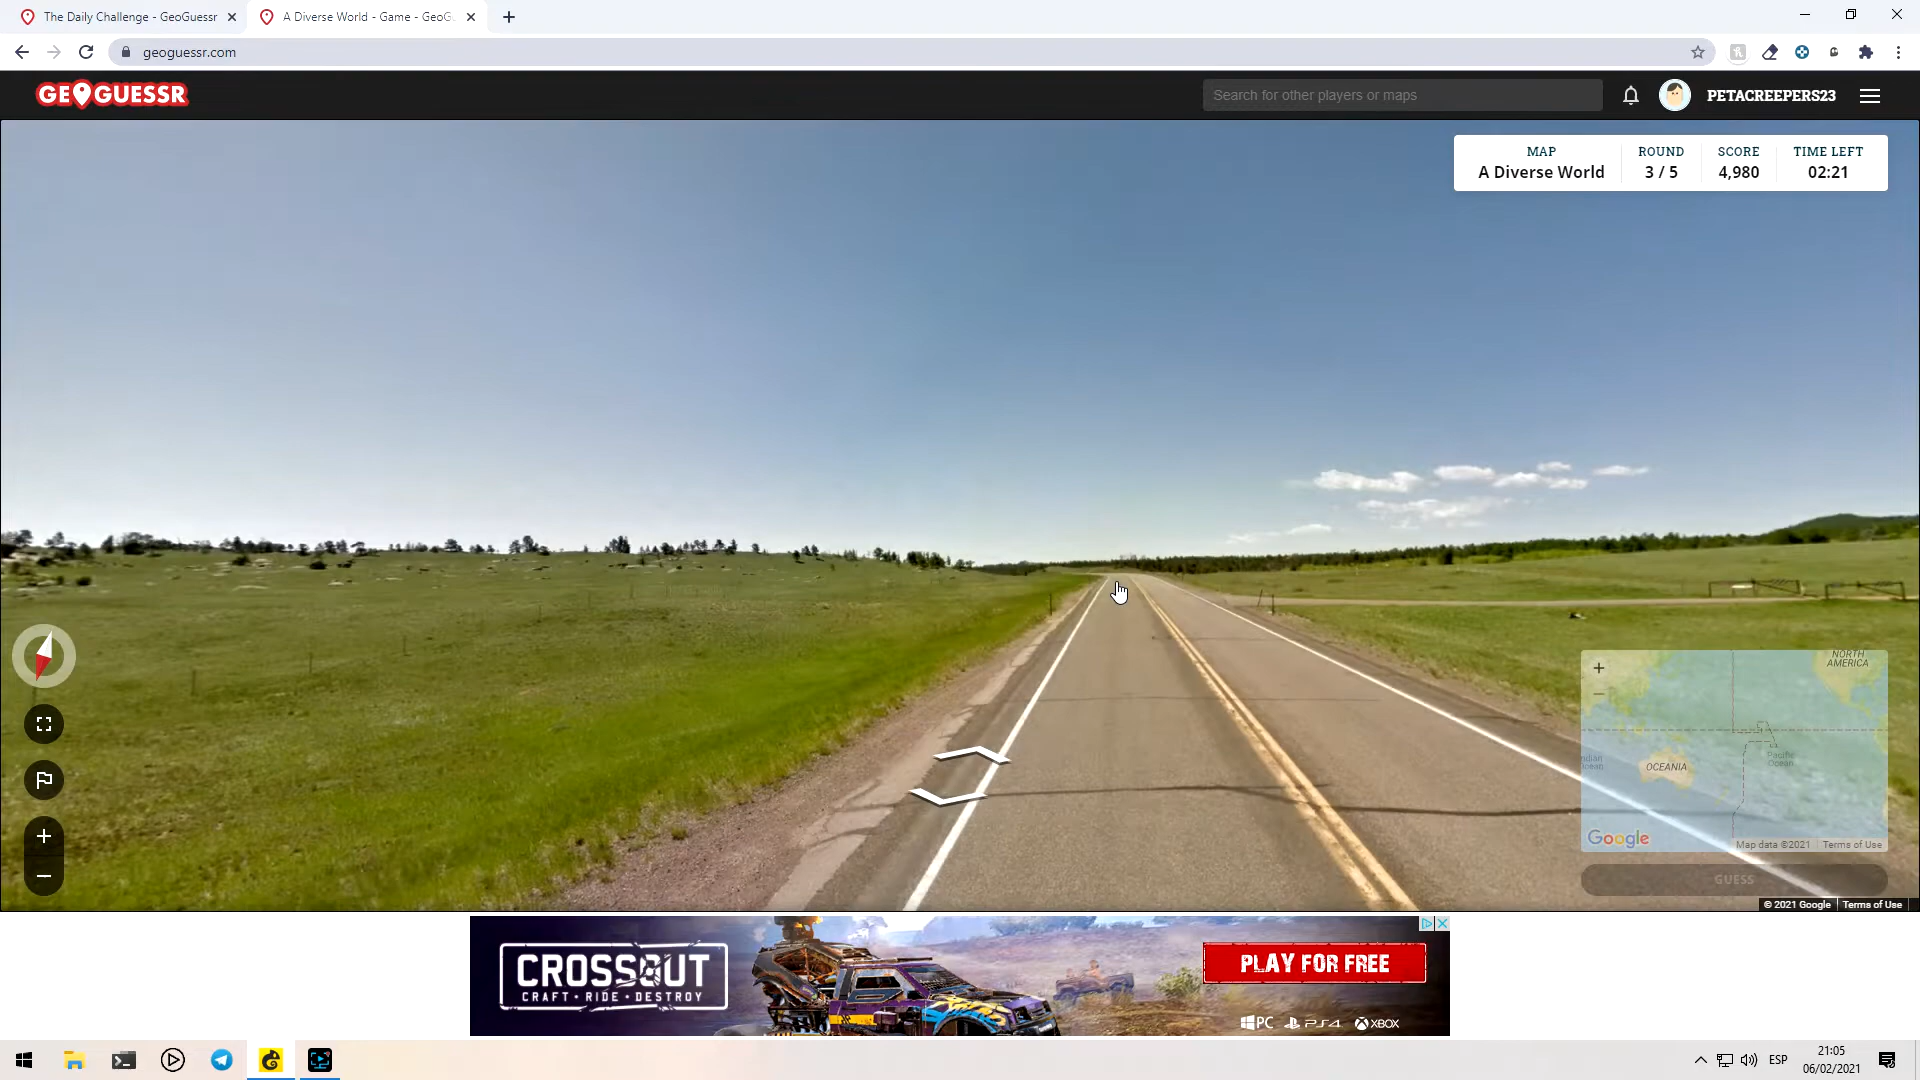 The Daily Challenge - GeoGuessr
A Diverse World - Game - GeoG
geoguessr.com
GEOGUESSR
Search for other players or maps
PETACREEPERS23
MAP
A Diverse World
ROUND
3 / 5
SCORE
4,980
TIME LEFT
02:21
NORTH
AMERICA
OCEANIA
Pacific
Ocean
Indian
Ocean
Google
Map data ©2021
Terms of Use
GUESS
© 2021 Google
Terms of Use
CROSSOUT
CRAFT • RIDE • DESTROY
PLAY FOR FREE
PC
PS4
XBOX
ESP
21:05
06/02/2021